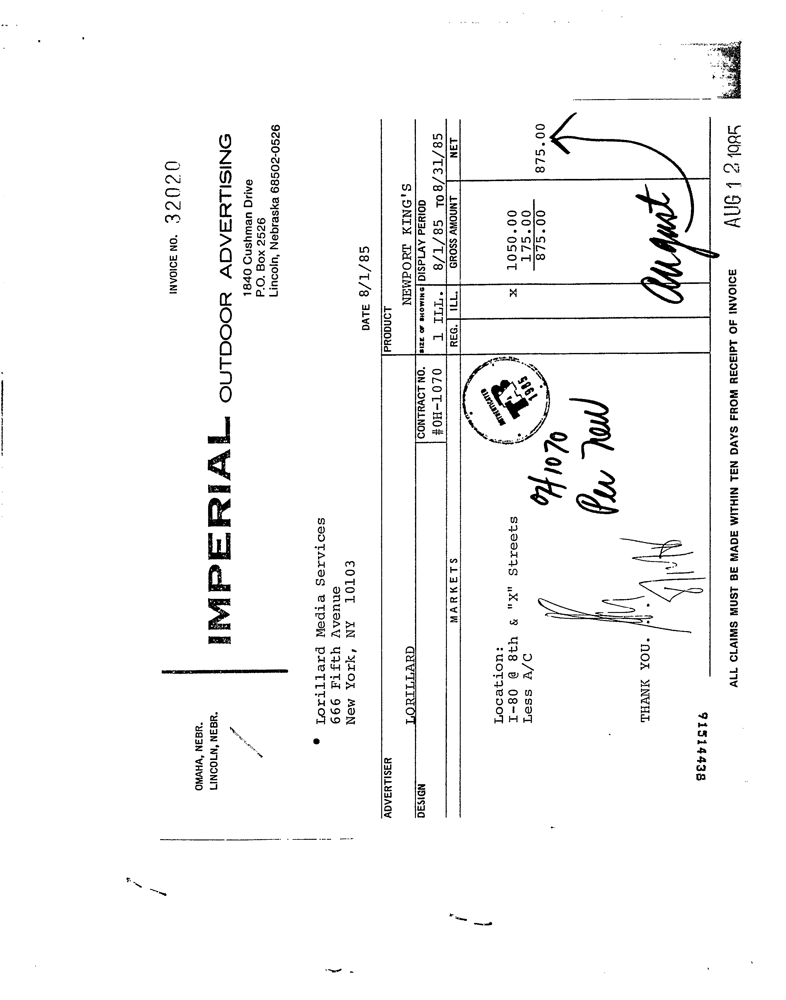 INVOICE NO. 32020
OMAHA, NEBR.
LINCOLN, NEBR.
IMPERIAL OUTDOOR ADVERTISING
1840 Cushman Drive
P.O. Box 2526
Lincoln, Nebraska 68502-0526
Lorillard Media Services
666 Fifth Avenue
New York, NY 10103
DATE 8/1/85
ADVERTISER PRODUCT
LORILLARD NEWPORT KING'S
DESIGN CONTRACT NO. SIZE OF SHOWING DISPLAY PERIOD
#OH-1070 1 ILL. 8/1/85 TO 8/31/85
MARKETS REG. ILL. GROSS AMOUNT NET
Location:
I-80 @ 8th & "X" Streets x 1050.00
Less A/C 175.00
875.00 875.00
1985
OH 1070
Per New
August
THANK YOU.
91514438
ALL CLAIMS MUST BE MADE WITHIN TEN DAYS FROM RECEIPT OF INVOICE
AUG 12 1985